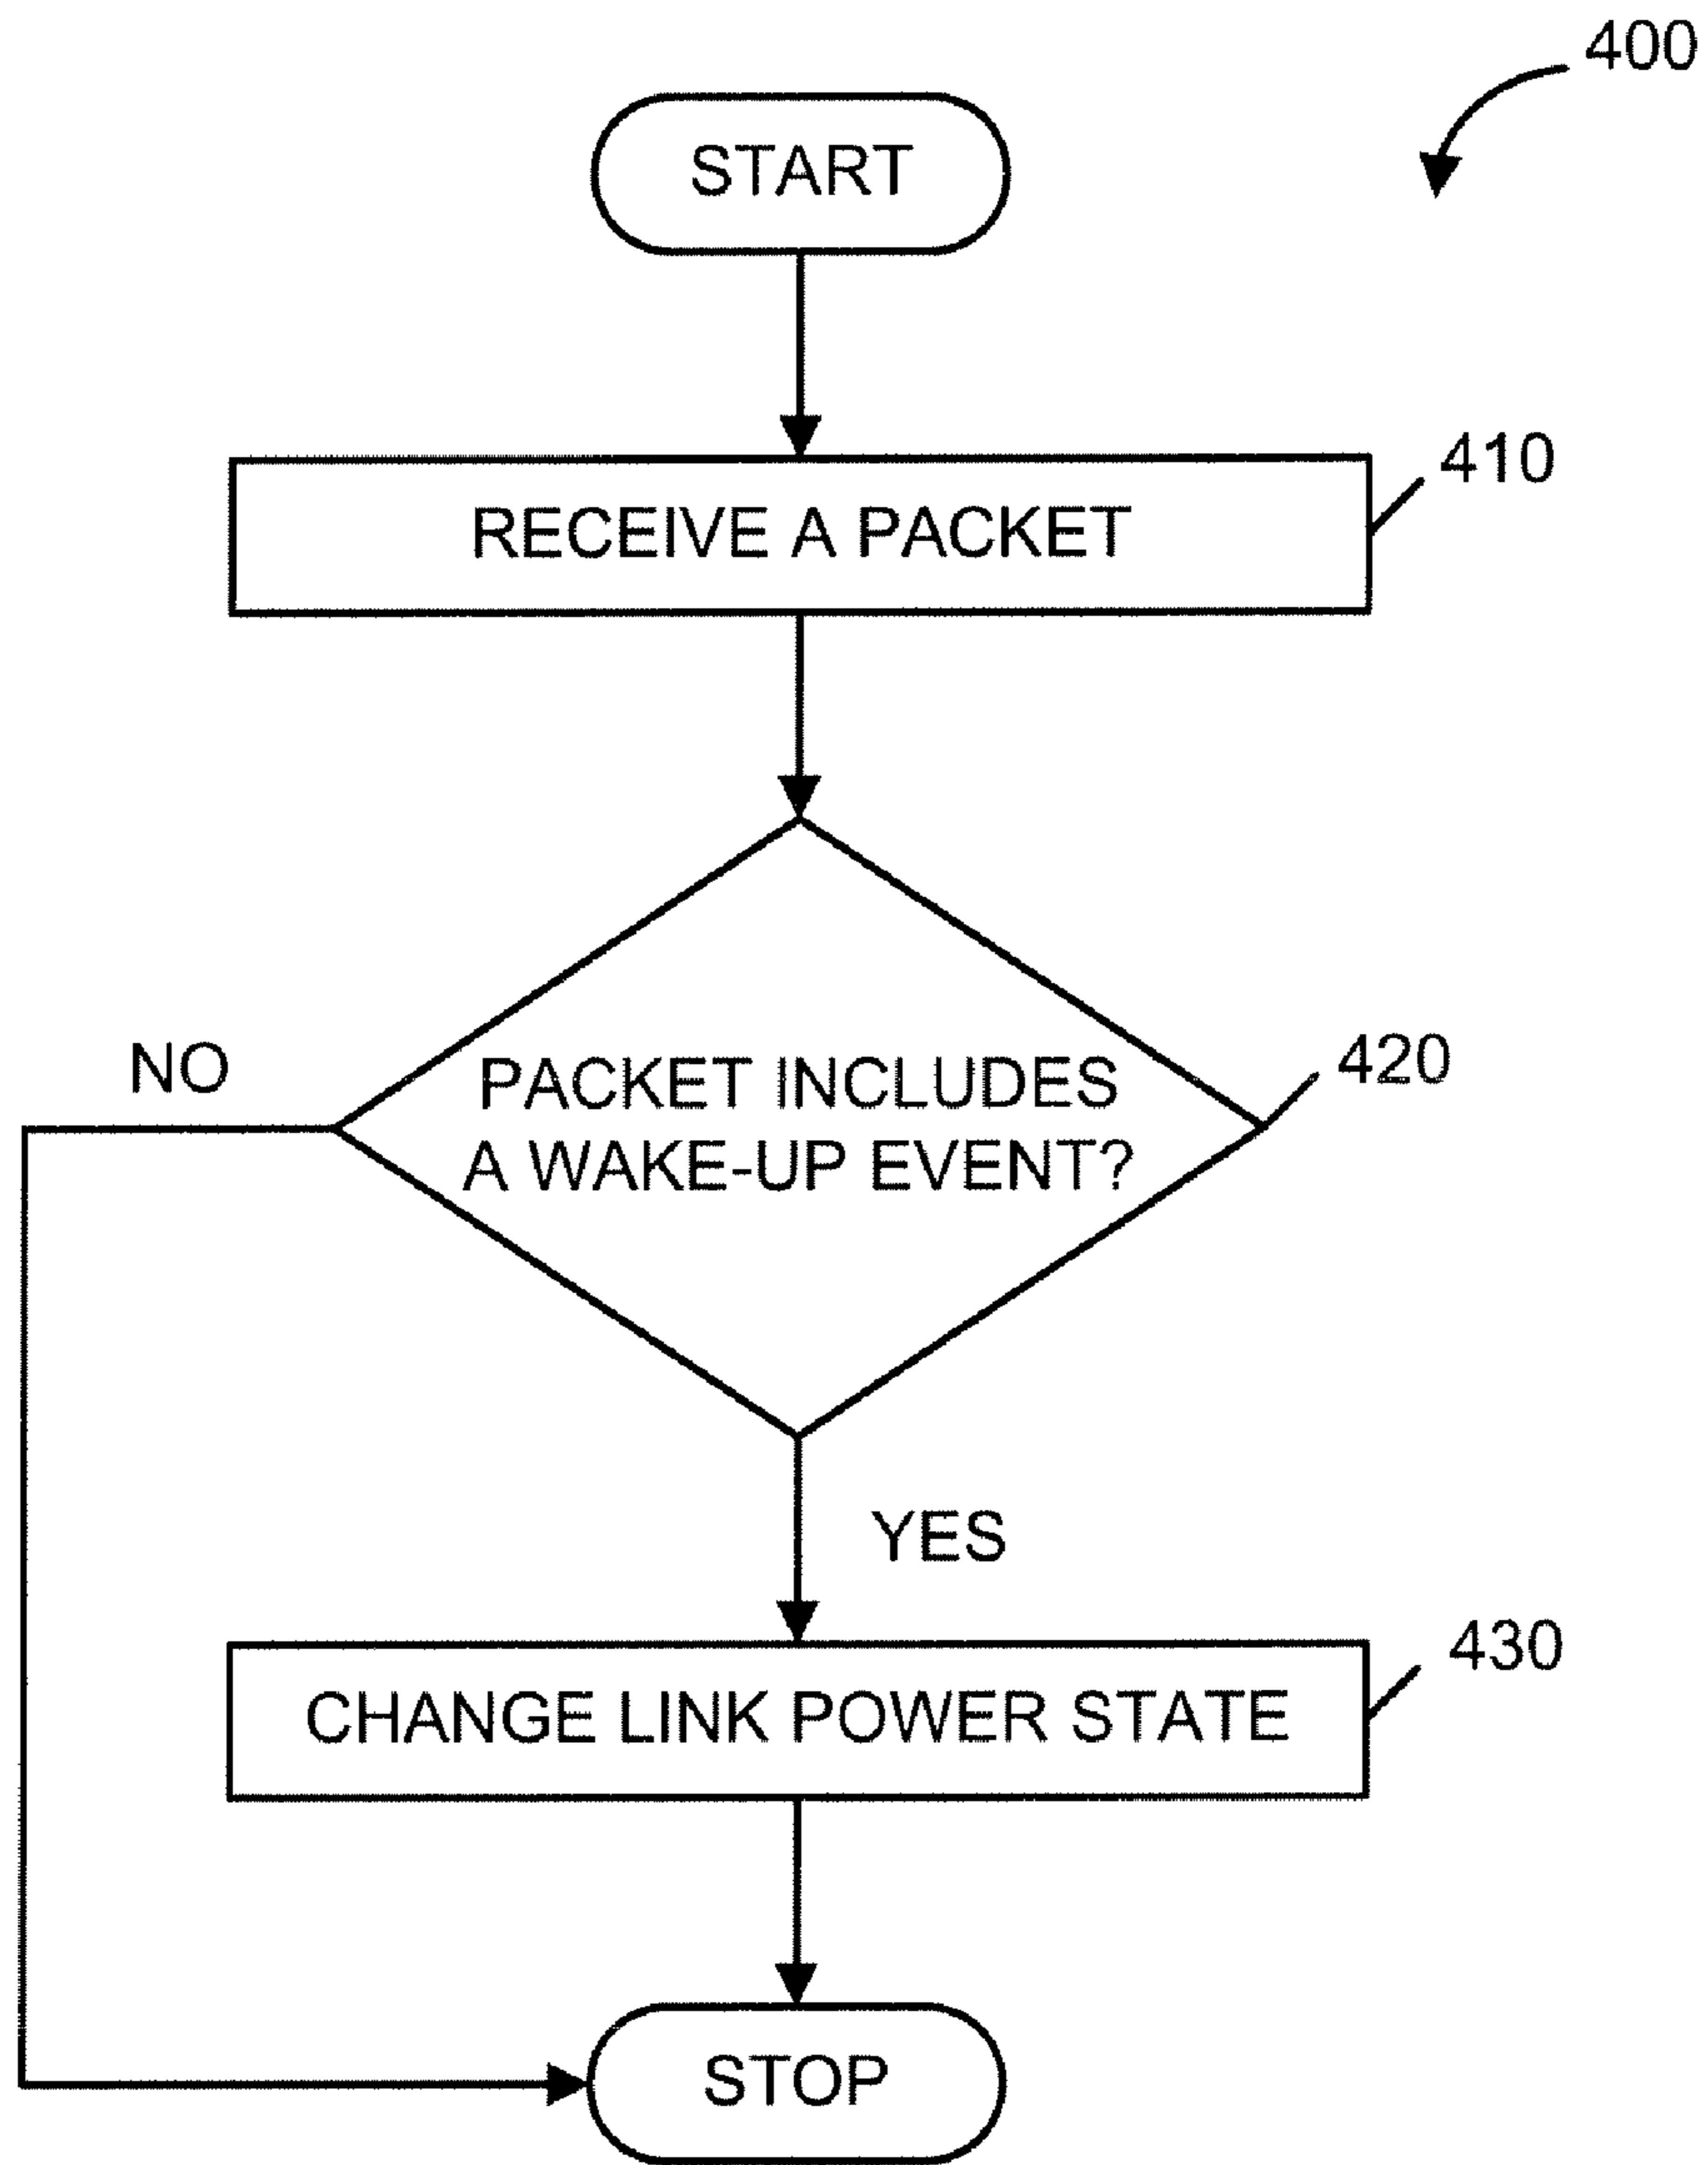 400
START
RECEIVE A PACKET
410
PACKET INCLUDES
A WAKE-UP EVENT?
420
NO
YES
CHANGE LINK POWER STATE
430
STOP